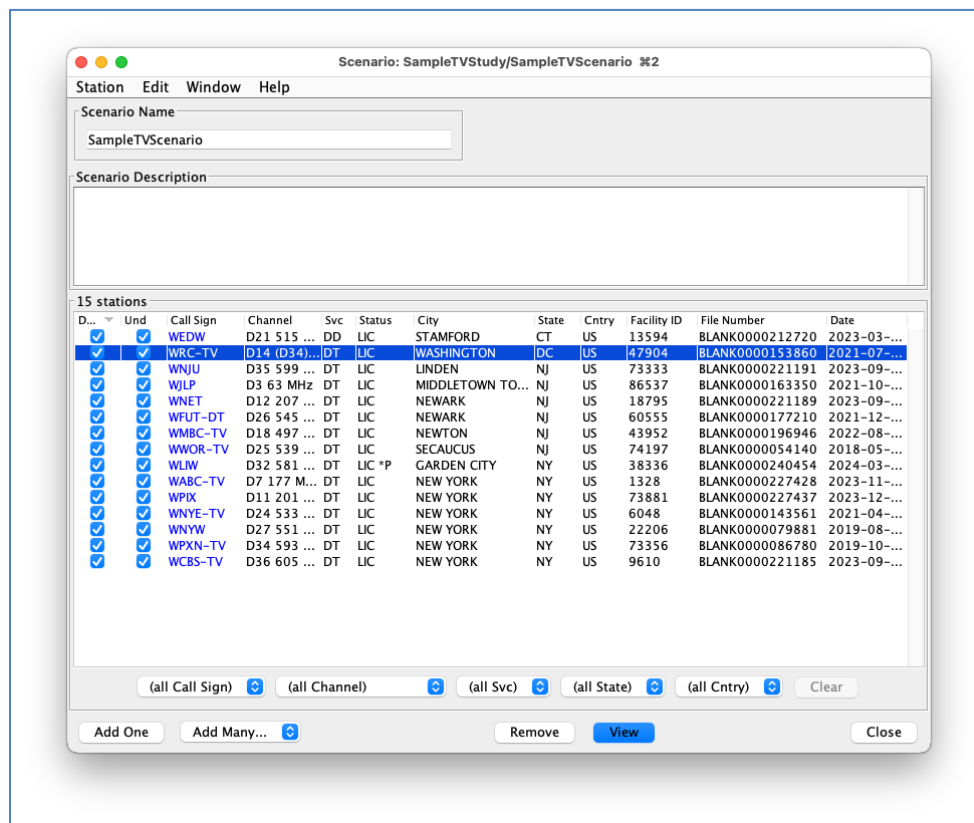 Scenario: SampleTVStudy/SampleTVScenario ⌘2
Station Edit Window Help
Scenario Name
SampleTVScenario
Scenario Description
15 stations
D... Und Call Sign Channel Svc Status City State Cntry Facility ID File Number Date
WEDW D21 515 ... DD LIC STAMFORD CT US 13594 BLANK0000212720 2023-03-...
WRC-TV D14 (D34)... DT LIC WASHINGTON DC US 47904 BLANK0000153860 2021-07-...
WNJU D35 599 ... DT LIC LINDEN NJ US 73333 BLANK0000221191 2023-09-...
WJLP D3 63 MHz DT LIC MIDDLETOWN TO... NJ US 86537 BLANK0000163350 2021-10-...
WNET D12 207 ... DT LIC NEWARK NJ US 18795 BLANK0000221189 2023-09-...
WFUT-DT D26 545 ... DT LIC NEWARK NJ US 60555 BLANK0000177210 2021-12-...
WMBC-TV D18 497 ... DT LIC NEWTON NJ US 43952 BLANK0000196946 2022-08-...
WWOR-TV D25 539 ... DT LIC SECAUCUS NJ US 74197 BLANK0000054140 2018-05-...
WLIW D32 581 ... DT LIC *P GARDEN CITY NY US 38336 BLANK0000240454 2024-03-...
WABC-TV D7 177 M... DT LIC NEW YORK NY US 1328 BLANK0000227428 2023-11-...
WPIX D11 201 ... DT LIC NEW YORK NY US 73881 BLANK0000227437 2023-12-...
WNYE-TV D24 533 ... DT LIC NEW YORK NY US 6048 BLANK0000143561 2021-04-...
WNYW D27 551 ... DT LIC NEW YORK NY US 22206 BLANK0000079881 2019-08-...
WPXN-TV D34 593 ... DT LIC NEW YORK NY US 73356 BLANK0000086780 2019-10-...
WCBS-TV D36 605 ... DT LIC NEW YORK NY US 9610 BLANK0000221185 2023-09-...
(all Call Sign) (all Channel) (all Svc) (all State) (all Cntry) Clear
Add One Add Many... Remove View Close